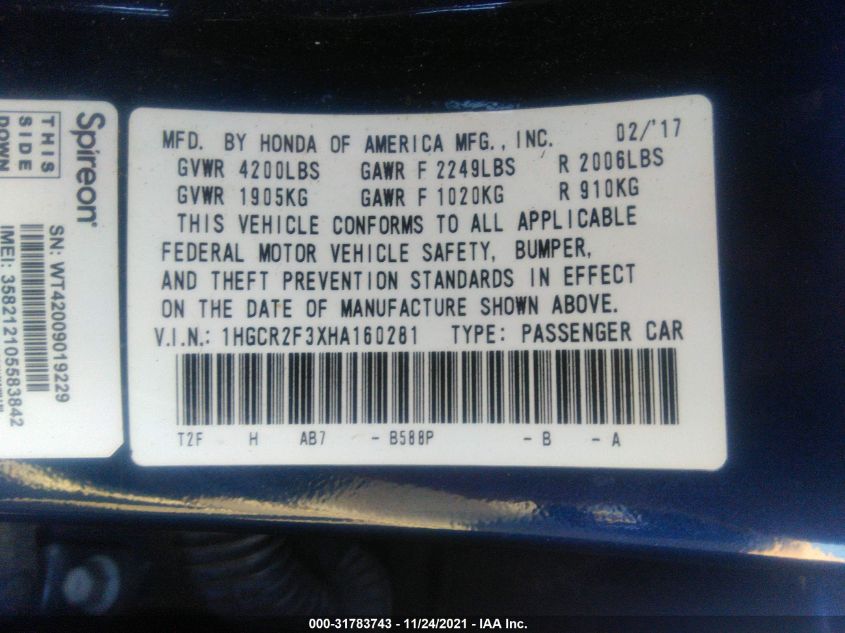 MFD. BY HONDA OF AMERICA MFG., INC. 02/'17
GVWR 4200LBS GAWR F 2249LBS R 2006LBS
GVWR 1905KG GAWR F 1020KG R 910KG
THIS VEHICLE CONFORMS TO ALL APPLICABLE
FEDERAL MOTOR VEHICLE SAFETY, BUMPER,
AND THEFT PREVENTION STANDARDS IN EFFECT
ON THE DATE OF MANUFACTURE SHOWN ABOVE.
V.I.N.: 1HGCR2F3XHA160281 TYPE: PASSENGER CAR
T2F H AB7 - B588P - B - A
Spireon
THIS
SIDE
DOWN
SN: WT42009019229
IMEI: 358212105583842
000-31783743 - 11/24/2021 - IAA Inc.